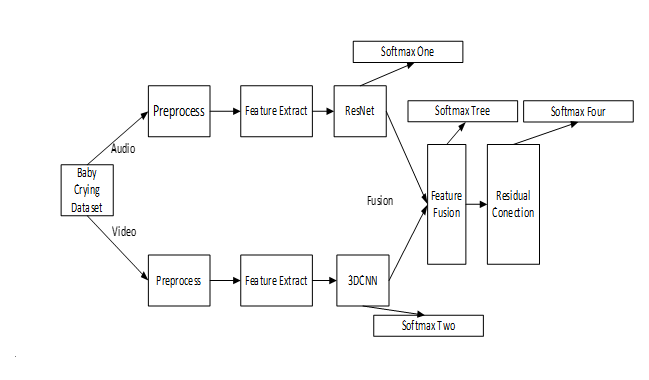 Softmax One
Preprocess
Feature Extract
ResNet
Softmax Tree
Softmax Four
Audio
Baby
Crying
Dataset
Fusion
Feature
Fusion
Residual
Conection
Video
Preprocess
Feature Extract
3DCNN
Softmax Two